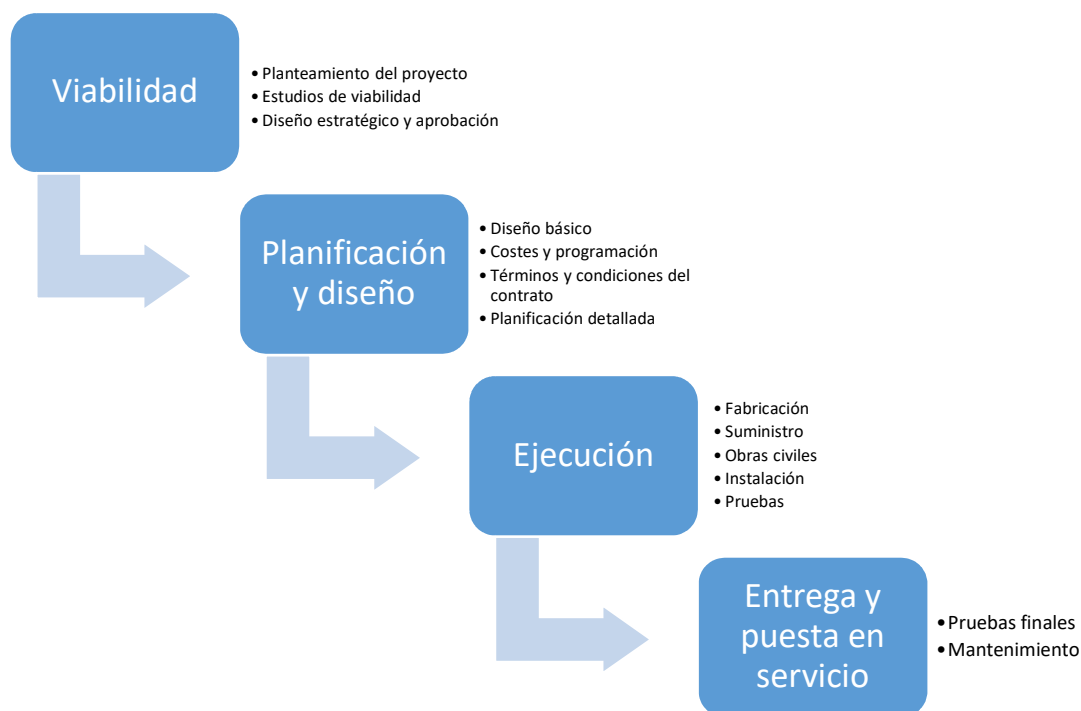 Viabilidad
• Planteamiento del proyecto
• Estudios de viabilidad
• Diseño estratégico y aprobación
Planificación
y diseño
• Diseño básico
• Costes y programación
• Términos y condiciones del
contrato
• Planificación detallada
Ejecución
• Fabricación
• Suministro
• Obras civiles
• Instalación
• Pruebas
Entrega y
puesta en
servicio
• Pruebas finales
• Mantenimiento